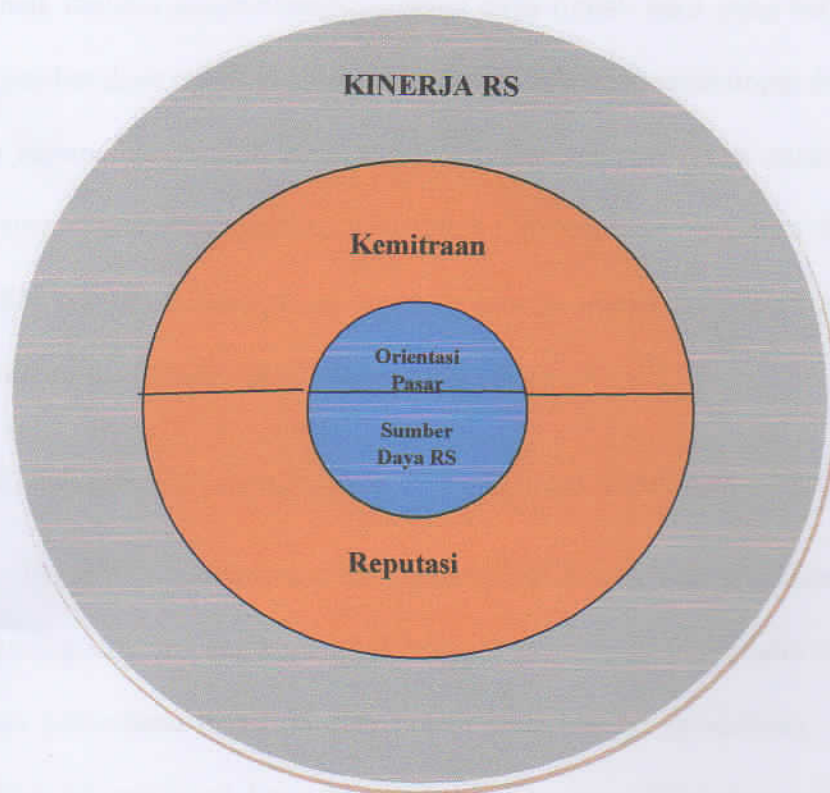 KINERJA RS
Kemitraan
Orientasi
Pasar
Sumber
Daya RS
Reputasi